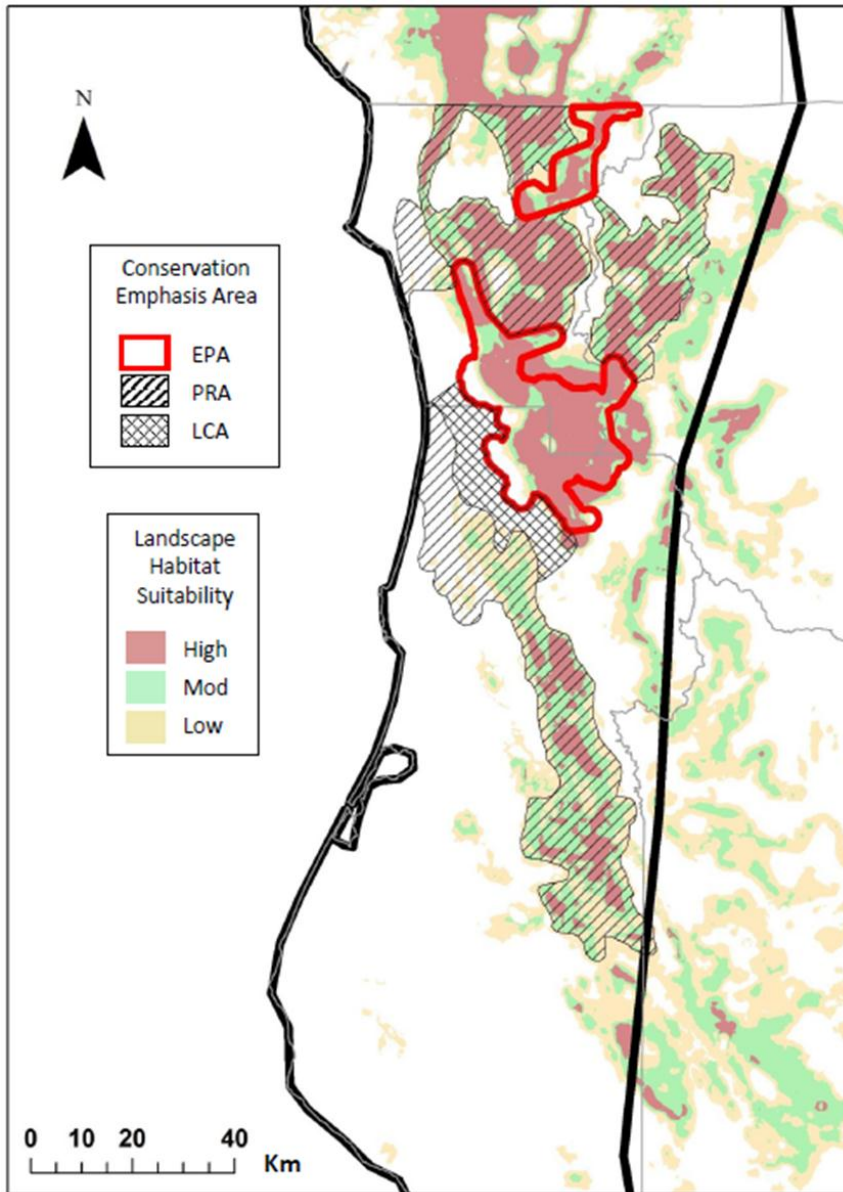 N
Conservation
Emphasis Area
EPA
PRA
LCA
Landscape
Habitat
Suitability
High
Mod
Low
0 10 20 40
Km